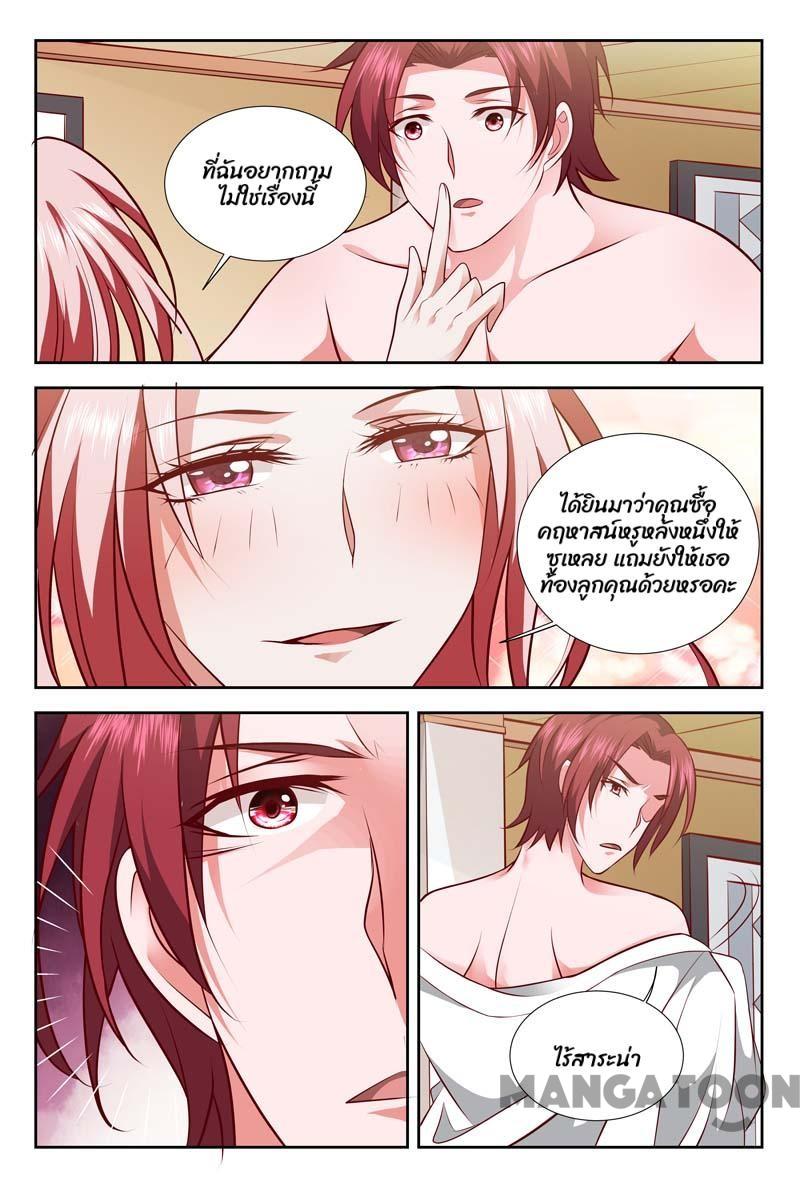 ที่ฉันอยากถาม
ไม่ใช่เรื่องนี้
ได้ยินมาว่าคุณซื้อ
คฤหาสน์หรูหลังหนึ่งให้
ซูเหลย แถมยังให้เธอ
ท้องลูกคุณด้วยหรอคะ
ไร้สาระน่า
MANGATOON